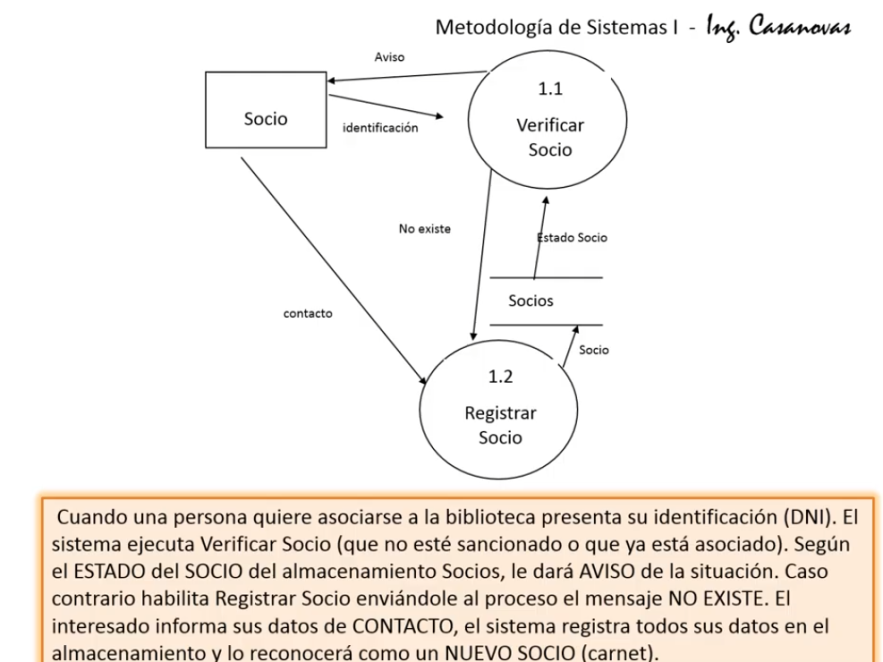 Metodología de Sistemas I - Ing. Casanovas
Aviso
1.1
Verificar
Socio
Socio
identificación
No existe
Estado Socio
Socios
contacto
Socio
1.2
Registrar
Socio
Cuando una persona quiere asociarse a la biblioteca presenta su identificación (DNI). El
sistema ejecuta Verificar Socio (que no esté sancionado o que ya está asociado). Según
el ESTADO del SOCIO del almacenamiento Socios, le dará AVISO de la situación. Caso
contrario habilita Registrar Socio enviándole al proceso el mensaje NO EXISTE. El
interesado informa sus datos de CONTACTO, el sistema registra todos sus datos en el
almacenamiento y lo reconocerá como un NUEVO SOCIO (carnet).